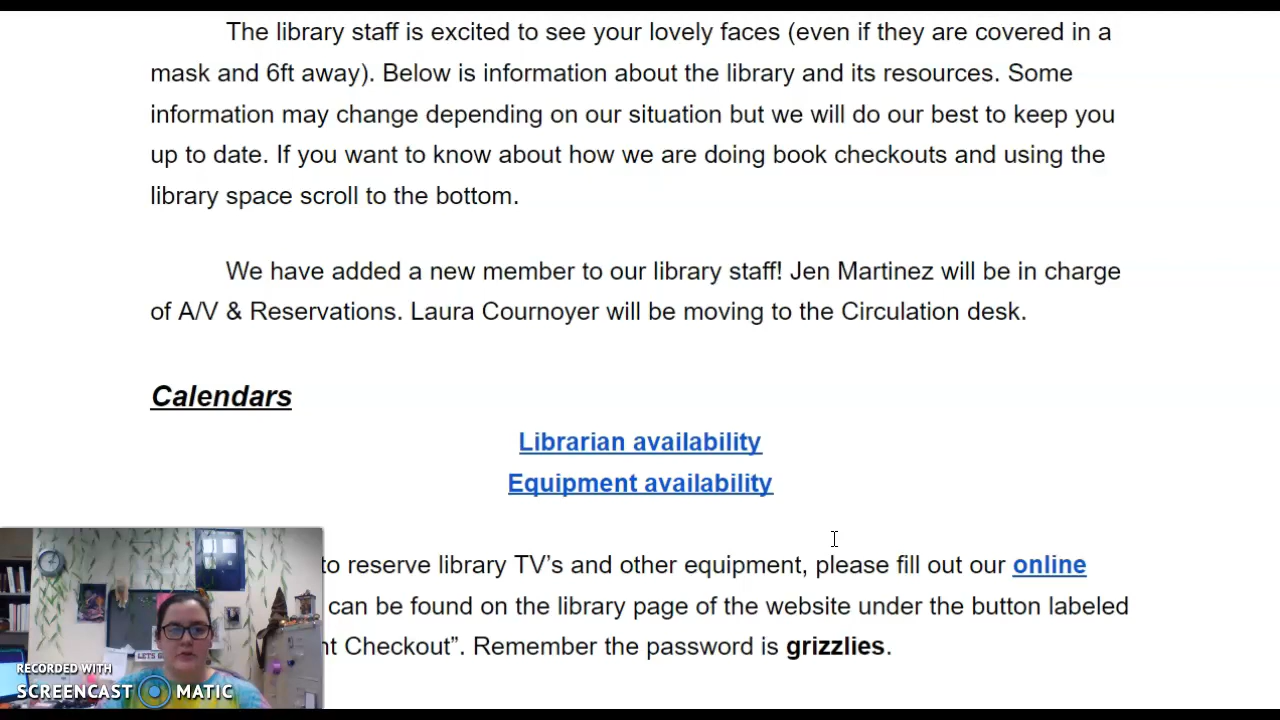 The library staff is excited to see your lovely faces (even if they are covered in a
mask and 6ft away). Below is information about the library and its resources. Some
information may change depending on our situation but we will do our best to keep you
up to date. If you want to know about how we are doing book checkouts and using the
library space scroll to the bottom.
We have added a new member to our library staff! Jen Martinez will be in charge
of A/V & Reservations. Laura Cournoyer will be moving to the Circulation desk.
Calendars
Librarian availability
Equipment availability
to reserve library TV's and other equipment, please fill out our online
can be found on the library page of the website under the button labeled
nt Checkout”. Remember the password is grizzlies.
RECORDED WITH
SCREENCAST MATIC